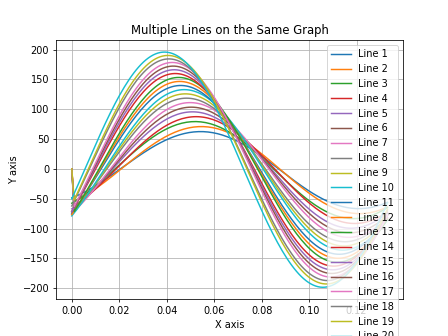 Multiple Lines on the Same Graph
200
150
100
50
0
−50
−100
−150
−200
Y axis
0.00
0.02
0.04
0.06
0.08
0.10
X axis
Line 1
Line 2
Line 3
Line 4
Line 5
Line 6
Line 7
Line 8
Line 9
Line 10
Line 12
Line 13
Line 14
Line 15
Line 16
Line 17
Line 18
Line 19
Line 20